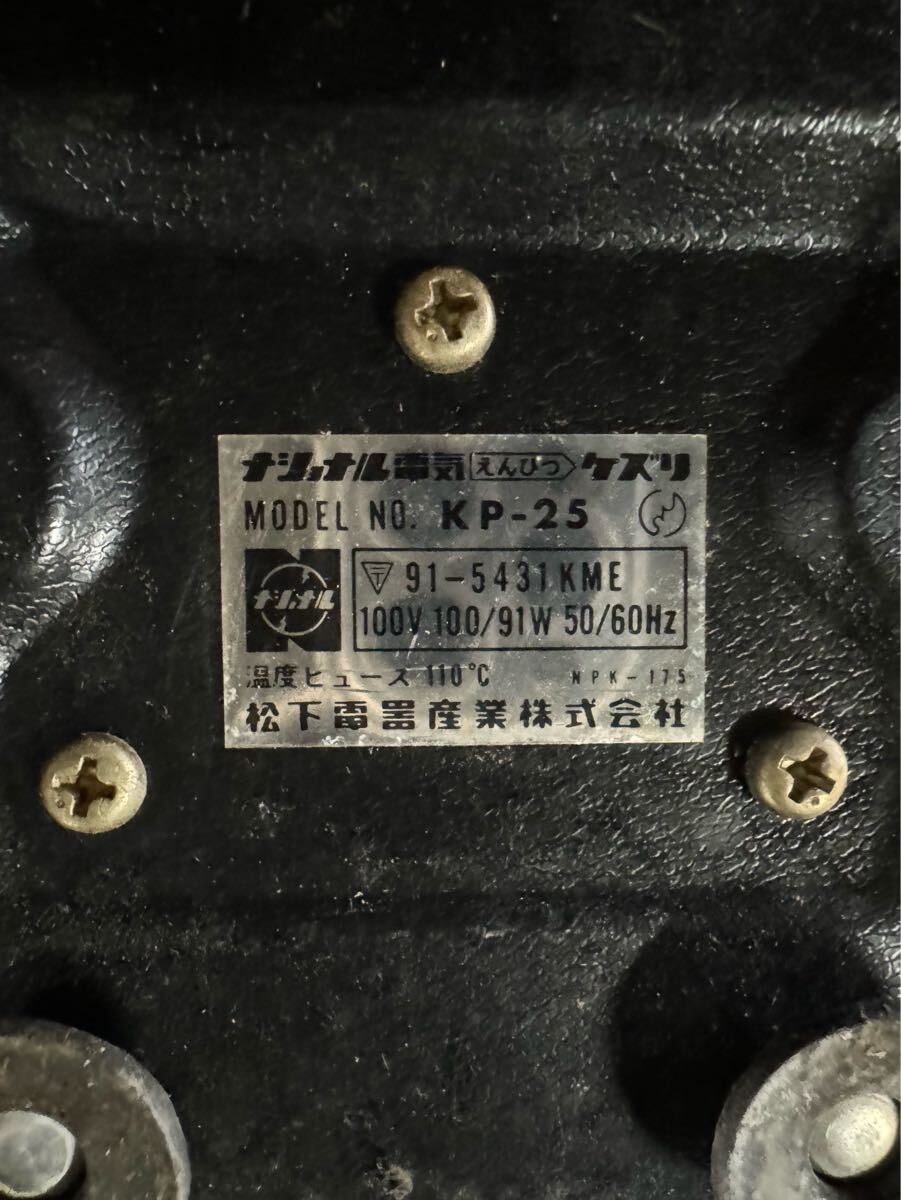 ナショナル電気えんぴつケズリ
MODEL NO. KP-25
ナショナル
〒 91-5431 KME
100V 100/91W 50/60Hz
温度ヒューズ 110℃ NPK-175
松下電器産業株式会社